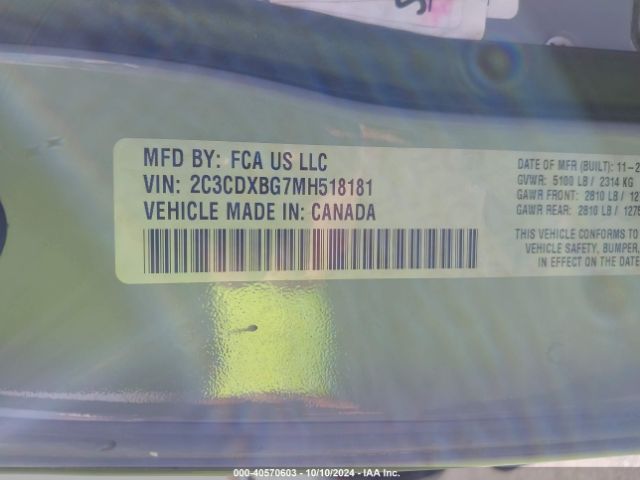 MFD BY: FCA US LLC
VIN: 2C3CDXBG7MH518181
VEHICLE MADE IN: CANADA
DATE OF MFR (BUILT): 11-2
GVWR: 5100 LB / 2314 KG
GAWR FRONT: 2810 LB / 127
GAWR REAR: 2810 LB / 1275
THIS VEHICLE CONFORMS TO
VEHICLE SAFETY, BUMPER,
IN EFFECT ON THE DATE
000-40570603 - 10/10/2024 - IAA Inc.